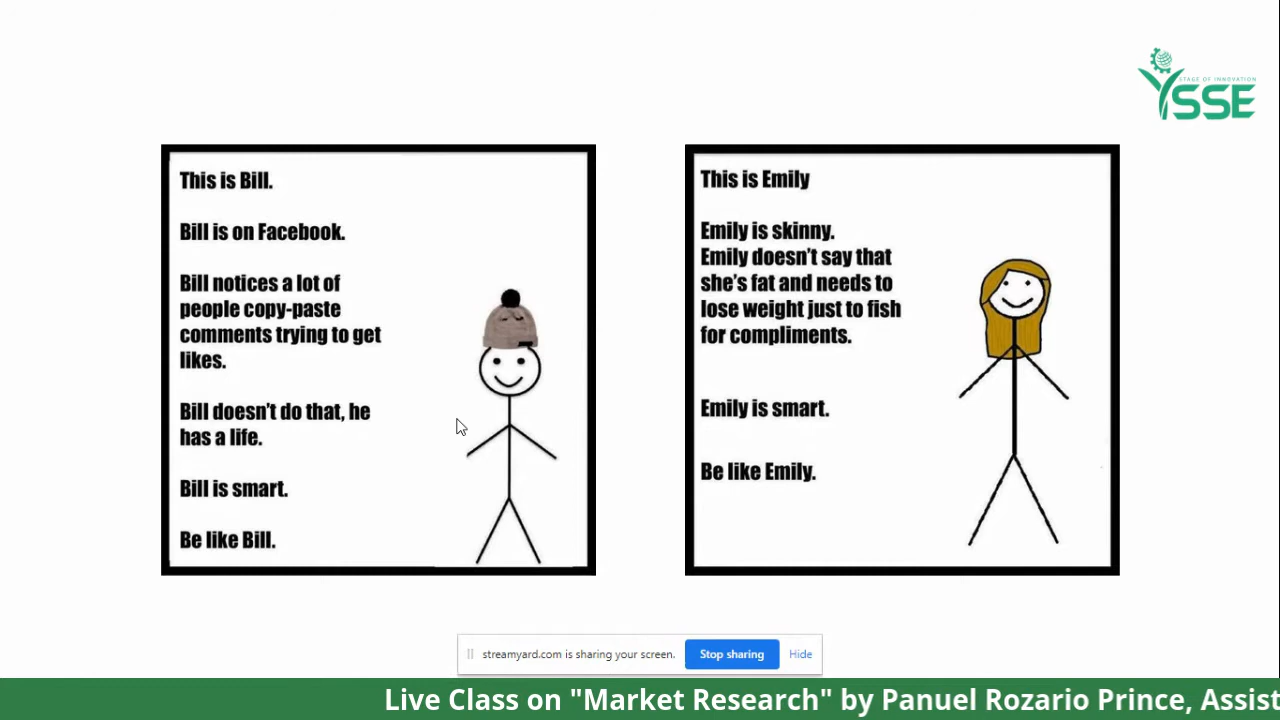 STAGE OF INNOVATION
YSSE
This is Bill.
Bill is on Facebook.
Bill notices a lot of
people copy-paste
comments trying to get
likes.
Bill doesn't do that, he
has a life.
Bill is smart.
Be like Bill.
This is Emily
Emily is skinny.
Emily doesn't say that
she's fat and needs to
lose weight just to fish
for compliments.
Emily is smart.
Be like Emily.
streamyard.com is sharing your screen.
Stop sharing
Hide
Live Class on "Market Research" by Panuel Rozario Prince, Assist